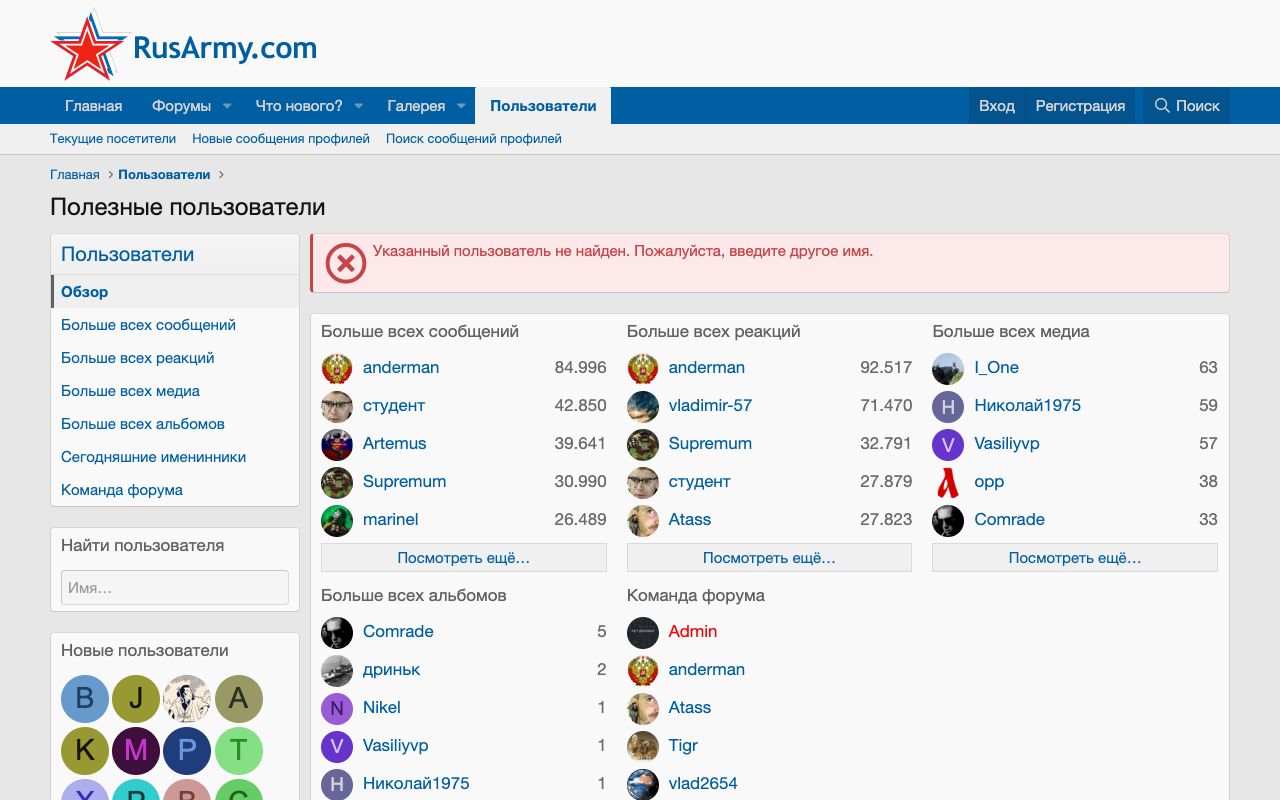 RusArmy.com
Главная Форумы Что нового? Галерея Пользователи Вход Регистрация Поиск
Текущие посетители Новые сообщения профилей Поиск сообщений профилей
Главная Пользователи
Полезные пользователи
Пользователи
Обзор
Больше всех сообщений
Больше всех реакций
Больше всех медиа
Больше всех альбомов
Сегодняшние именинники
Команда форума
Найти пользователя
Имя…
Новые пользователи
B J A
K M P T
Указанный пользователь не найден. Пожалуйста, введите другое имя.
Больше всех сообщений
anderman 84.996
студент 42.850
Artemus 39.641
Supremum 30.990
marinel 26.489
Посмотреть ещё…
Больше всех реакций
anderman 92.517
vladimir-57 71.470
Supremum 32.791
студент 27.879
Atass 27.823
Посмотреть ещё…
Больше всех медиа
I_One 63
Н Николай1975 59
V Vasiliyvp 57
opp 38
Comrade 33
Посмотреть ещё…
Больше всех альбомов
Comrade 5
дриньк 2
N Nikel 1
V Vasiliyvp 1
Н Николай1975 1
Команда форума
Admin
anderman
Atass
Tigr
vlad2654